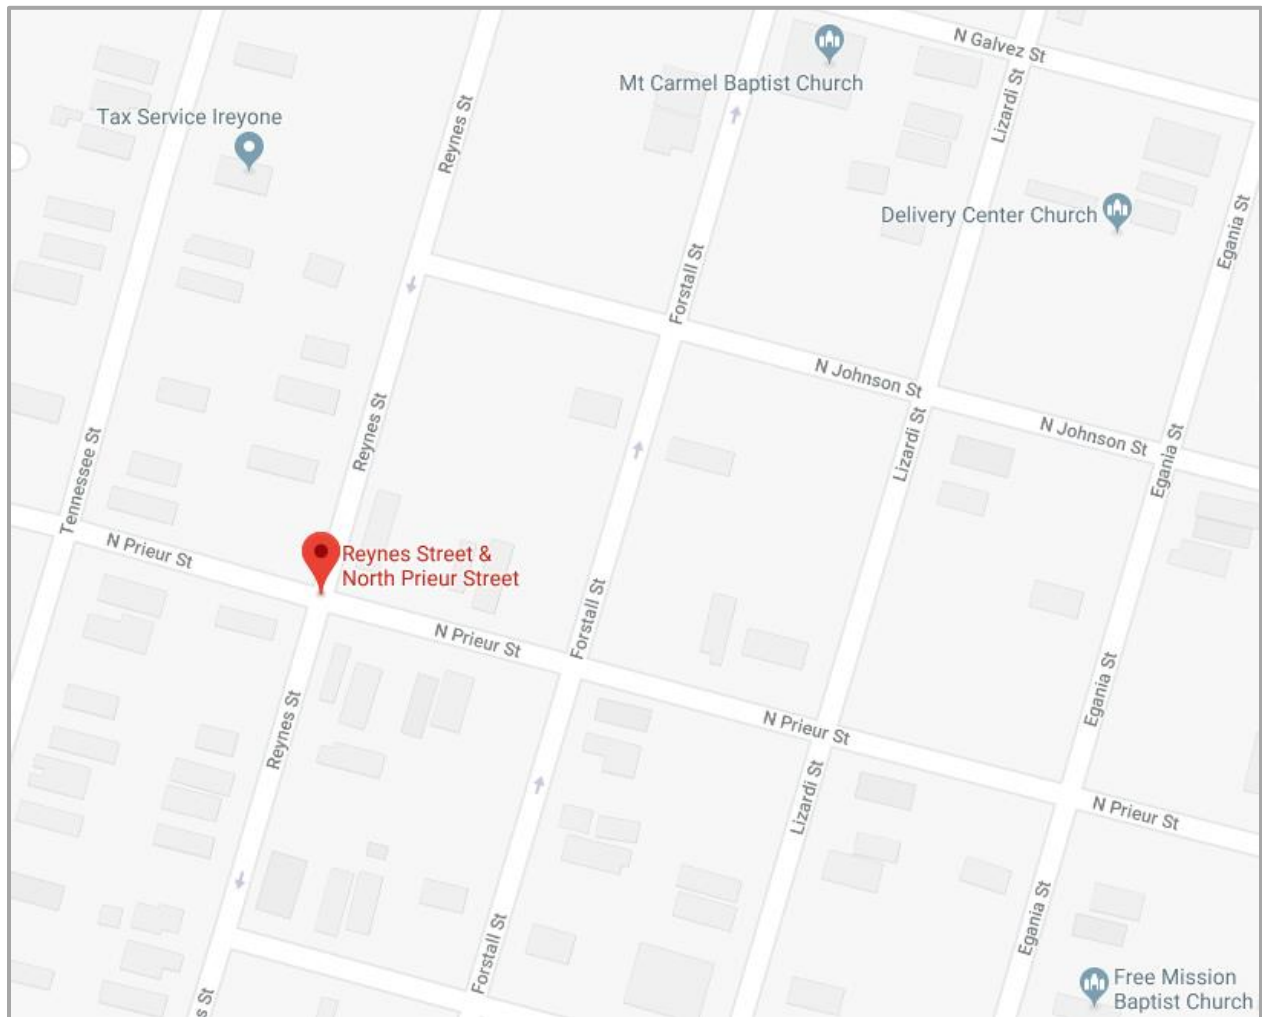 N Galvez St
Mt Carmel Baptist Church
Lizardi St
Tax Service Ireyone
Reynes St
Delivery Center Church
Egania St
Forstall St
N Johnson St
Reynes St
Lizardi St
N Johnson St
Egania St
Tennessee St
N Prieur St
Reynes Street &
North Prieur Street
Forstall St
N Prieur St
Egania St
Reynes St
N Prieur St
Lizardi St
N Prieur St
Egania St
Forstall St
Free Mission
Baptist Church
s St